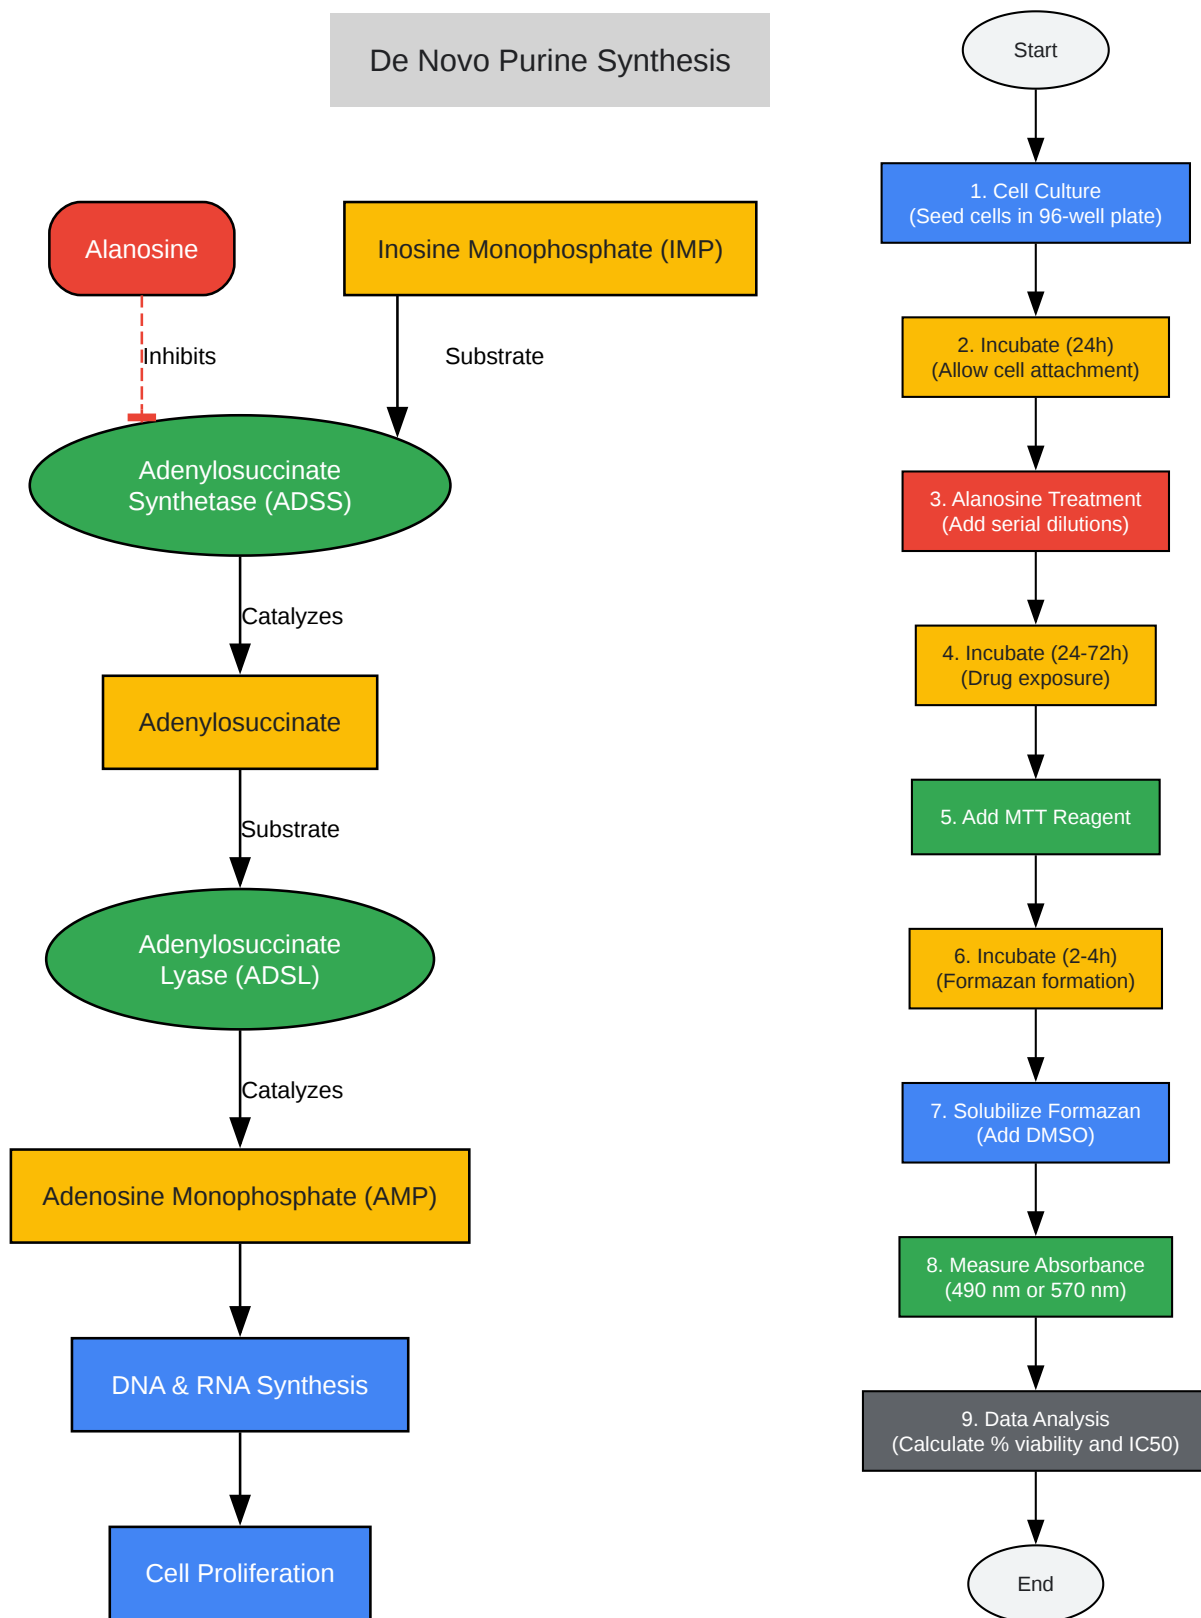 De Novo Purine Synthesis
Alanosine
Inosine Monophosphate (IMP)
Inhibits
Substrate
Adenylosuccinate
Synthetase (ADSS)
Catalyzes
Adenylosuccinate
Substrate
Adenylosuccinate
Lyase (ADSL)
Catalyzes
Adenosine Monophosphate (AMP)
DNA & RNA Synthesis
Cell Proliferation
Start
1. Cell Culture
(Seed cells in 96-well plate)
2. Incubate (24h)
(Allow cell attachment)
3. Alanosine Treatment
(Add serial dilutions)
4. Incubate (24-72h)
(Drug exposure)
5. Add MTT Reagent
6. Incubate (2-4h)
(Formazan formation)
7. Solubilize Formazan
(Add DMSO)
8. Measure Absorbance
(490 nm or 570 nm)
9. Data Analysis
(Calculate % viability and IC50)
End